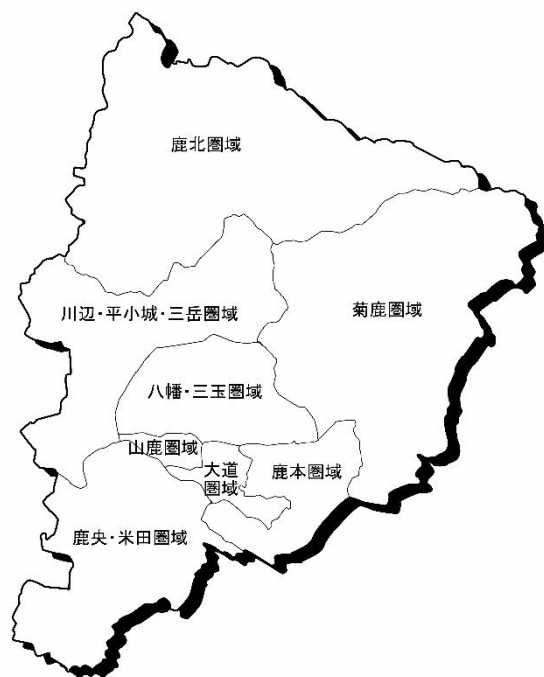 鹿北圏域
川辺・平小城・三岳圏域
菊鹿圏域
八幡・三玉圏域
山鹿圏域
大道
圏域
鹿本圏域
鹿央・米田圏域